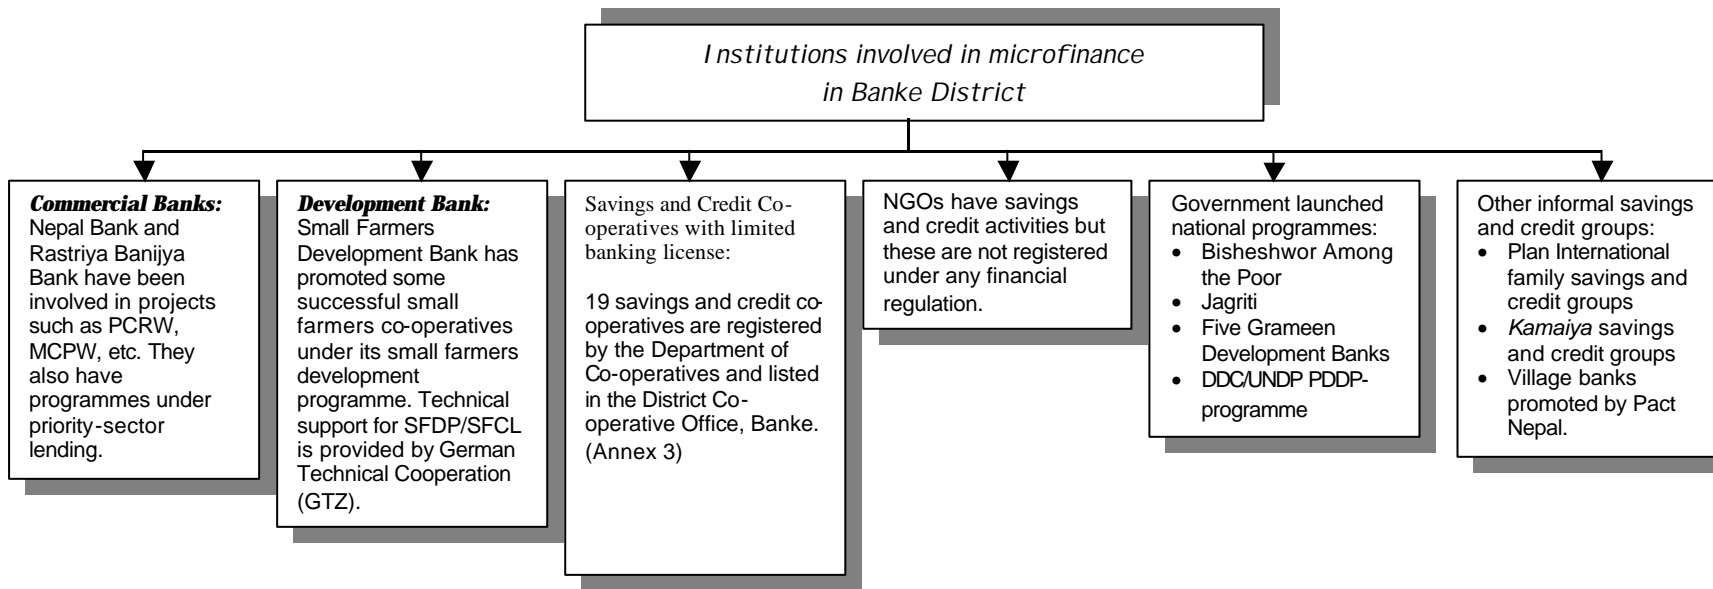 Institutions involved in microfinance
in Banke District
Commercial Banks:
Nepal Bank and
Rastriya Banijya
Bank have been
involved in projects
such as PCRW,
MCPW, etc. They
also have
programmes under
priority-sector
lending.
Development Bank:
Small Farmers
Development Bank has
promoted some
successful small
farmers co-operatives
under its small farmers
development
programme. Technical
support for SFDP/SFCL
is provided by German
Technical Cooperation
(GTZ).
Savings and Credit Co-
operatives with limited
banking license:
19 savings and credit co-
operatives are registered
by the Department of
Co-operatives and listed
in the District Co-
operative Office, Banke.
(Annex 3)
NGOs have savings
and credit activities but
these are not registered
under any financial
regulation.
Government launched
national programmes:
• Bisheshwor Among
the Poor
• Jagriti
• Five Grameen
Development Banks
• DDC/UNDP PDDP-
programme
Other informal savings
and credit groups:
• Plan International
family savings and
credit groups
• Kamaiya savings
and credit groups
• Village banks
promoted by Pact
Nepal.